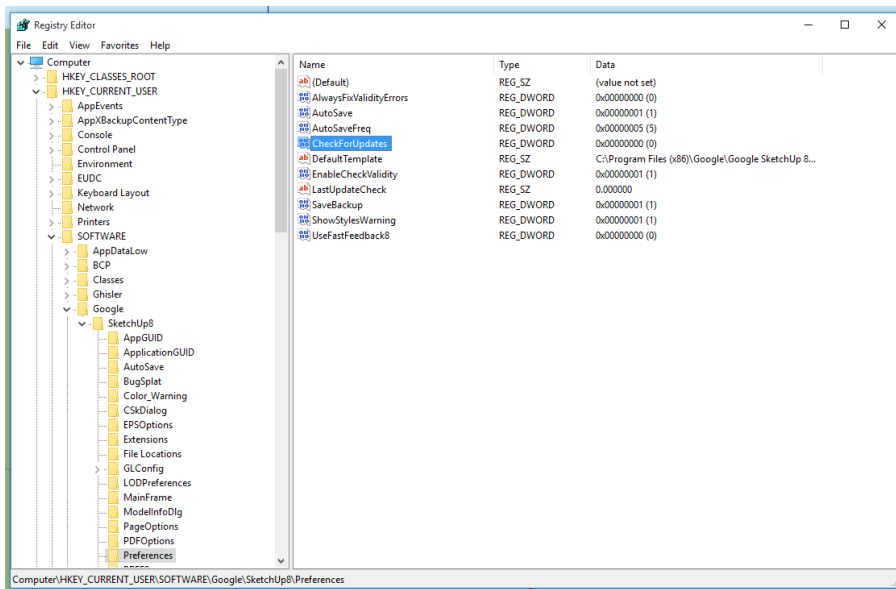 Registry Editor
File Edit View Favorites Help
Computer
HKEY_CLASSES_ROOT
HKEY_CURRENT_USER
AppEvents
AppXBackupContentType
Console
Control Panel
Environment
EUDC
Keyboard Layout
Network
Printers
SOFTWARE
AppDataLow
BCP
Classes
Ghisler
Google
SketchUp8
AppGUID
ApplicationGUID
AutoSave
BugSplat
Color_Warning
CSkDialog
EPSOptions
Extensions
File Locations
GLConfig
LODPreferences
MainFrame
ModelInfoDlg
PageOptions
PDFOptions
Preferences
Name Type Data
(Default) REG_SZ (value not set)
AlwaysFixValidityErrors REG_DWORD 0x00000000 (0)
AutoSave REG_DWORD 0x00000001 (1)
AutoSaveFreq REG_DWORD 0x00000005 (5)
CheckForUpdates REG_DWORD 0x00000000 (0)
DefaultTemplate REG_SZ C:\Program Files (x86)\Google\Google SketchUp 8...
EnableCheckValidity REG_DWORD 0x00000001 (1)
LastUpdateCheck REG_SZ 0.000000
SaveBackup REG_DWORD 0x00000001 (1)
ShowStylesWarning REG_DWORD 0x00000001 (1)
UseFastFeedback8 REG_DWORD 0x00000000 (0)
Computer\HKEY_CURRENT_USER\SOFTWARE\Google\SketchUp8\Preferences